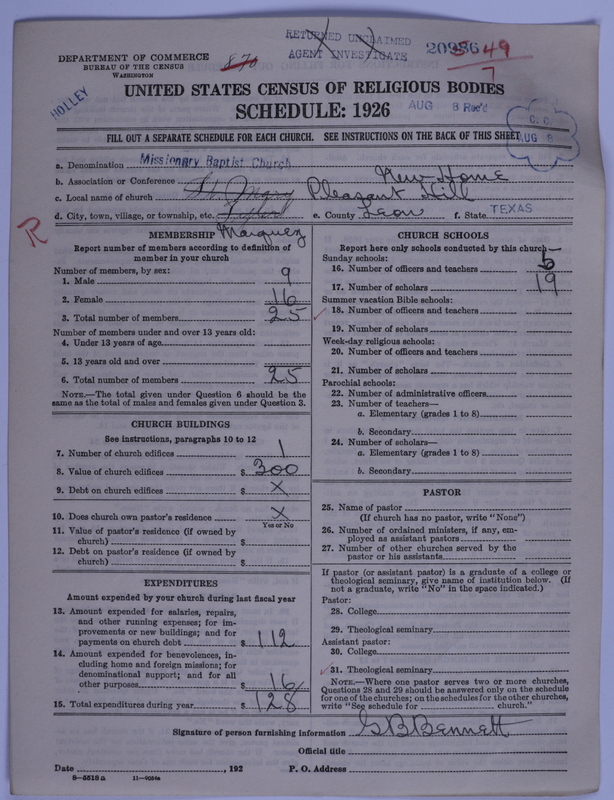 RETURNED UNCLAIMED
AGENT INVESTIGATE
DEPARTMENT OF COMMERCE
BUREAU OF THE CENSUS
WASHINGTON
870
20986
49
7
HOLLEY
UNITED STATES CENSUS OF RELIGIOUS BODIES
SCHEDULE: 1926
AUG 8 Rec'd
C. C.
AUG 8
FILL OUT A SEPARATE SCHEDULE FOR EACH CHURCH. SEE INSTRUCTIONS ON THE BACK OF THIS SHEET
a. Denomination Missionary Baptist Church
b. Association or Conference New Home
c. Local name of church Pleasant Hill
d. City, town, village, or township, etc. e. County Leon f. State TEXAS
Marquez
R
MEMBERSHIP
Report number of members according to definition of
member in your church
Number of members, by sex:
1. Male 9
2. Female 16
3. Total number of members 25
Number of members under and over 13 years old:
4. Under 13 years of age
5. 13 years old and over
6. Total number of members 25
NOTE.—The total given under Question 6 should be
same as the total of males and females given under Question 3.
CHURCH BUILDINGS
See instructions, paragraphs 10 to 12
7. Number of church edifices 1
8. Value of church edifices $ 300
9. Debt on church edifices $ X
10. Does church own pastor's residence X
Yes or No
11. Value of pastor's residence (if owned by
church) $
12. Debt on pastor's residence (if owned by
church) $
EXPENDITURES
Amount expended by your church during last fiscal year
13. Amount expended for salaries, repairs,
and other running expenses; for im-
provements or new buildings; and for
payments on church debt $ 112
14. Amount expended for benevolences, in-
cluding home and foreign missions; for
denominational support; and for all
other purposes $ 16
15. Total expenditures during year $ 128
CHURCH SCHOOLS
Report here only schools conducted by this church—
Sunday schools:
16. Number of officers and teachers 5
17. Number of scholars 19
Summer vacation Bible schools:
18. Number of officers and teachers
19. Number of scholars
Week-day religious schools:
20. Number of officers and teachers
21. Number of scholars
Parochial schools:
22. Number of administrative officers
23. Number of teachers—
a. Elementary (grades 1 to 8)
b. Secondary
24. Number of scholars—
a. Elementary (grades 1 to 8)
b. Secondary
PASTOR
25. Name of pastor
(If church has no pastor, write "None")
26. Number of ordained ministers, if any, em-
ployed as assistant pastors
27. Number of other churches served by the
pastor or his assistants
If pastor (or assistant pastor) is a graduate of a college or
theological seminary, give name of institution below. (If
not a graduate, write "No" in the space indicated.)
Pastor:
28. College
29. Theological seminary
Assistant pastor:
30. College
31. Theological seminary
NOTE.—Where one pastor serves two or more churches,
Questions 28 and 29 should be answered only on the schedule
for one of the churches; on the schedules for the other churches,
write "See schedule for church."
Signature of person furnishing information G B Bennett
Official title
Date , 192 P. O. Address
8—5518a 11—9054a